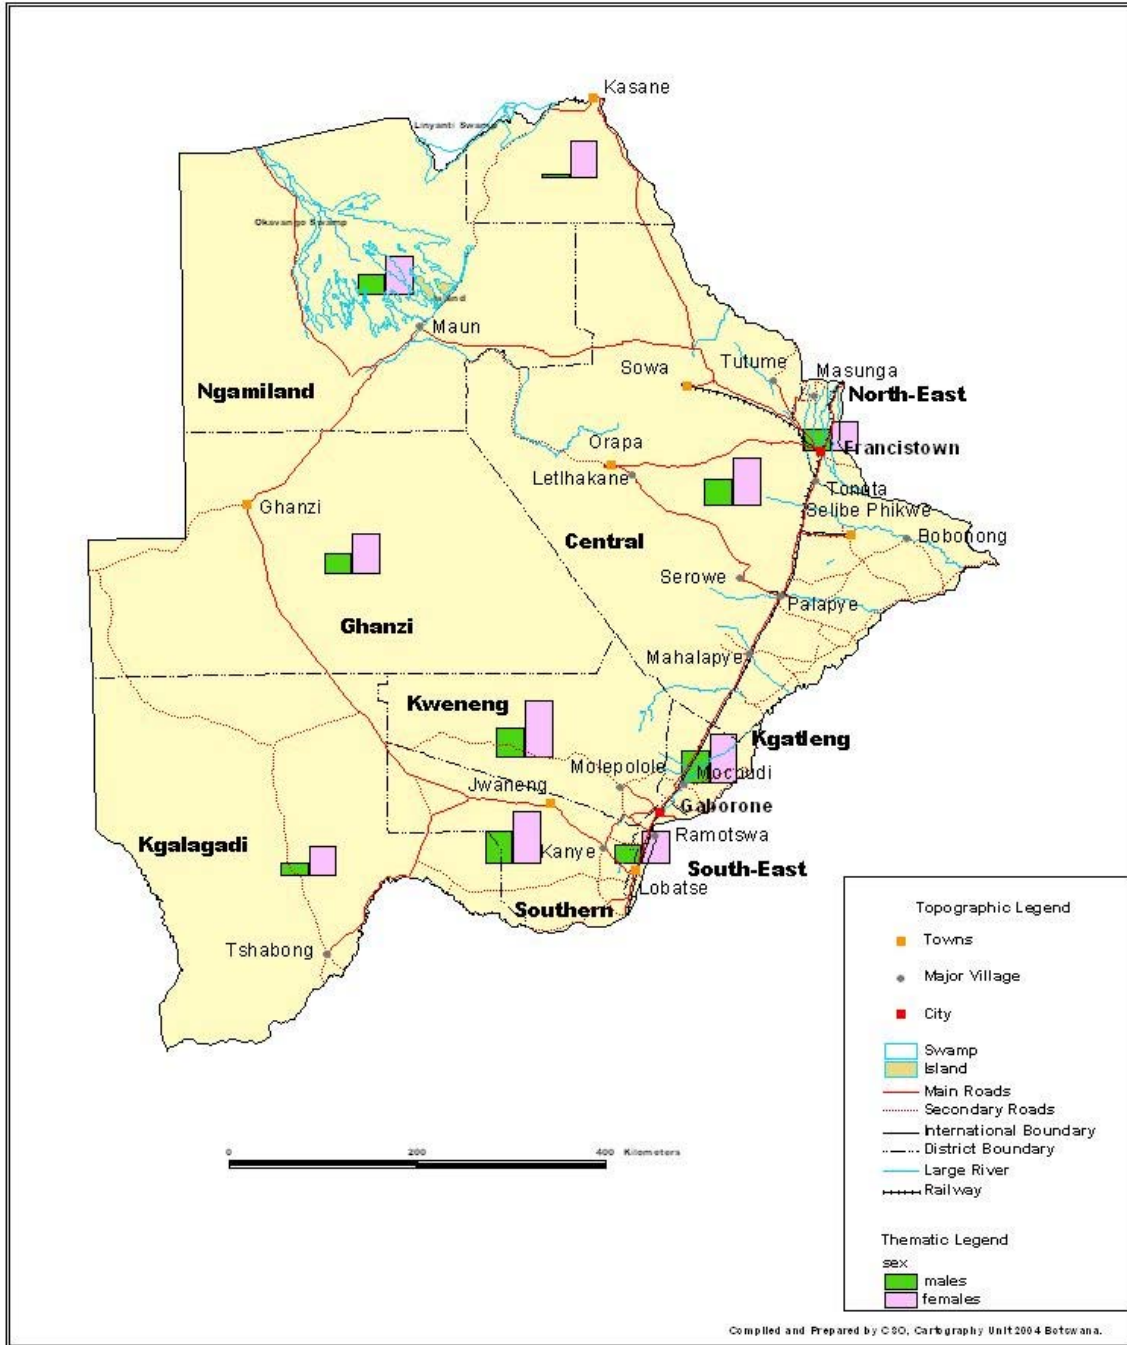 Kasane
Linyanti Swamp
Okavango Swamp
Maun
Ngamiland
Sowa
Tutume
Masunga
North-East
Orapa
Francistown
Letlhakane
Tonota
Selibe Phikwe
Ghanzi
Bobonong
Central
Serowe
Palapye
Ghanzi
Mahalapye
Kweneng
Kgatleng
Molepolole
Mochudi
Jwaneng
Gaborone
Kgalagadi
Kanye
Ramotswa
South-East
Lobatse
Southern
Tshabong
Topographic Legend
Towns
Major Village
City
Swamp
Island
Main Roads
Secondary Roads
International Boundary
District Boundary
Large River
Railway
0 200 400 Kilometers
Thematic Legend
sex
males
females
Compiled and Prepared by CSO, Cartography Unit 2004 Botswana.